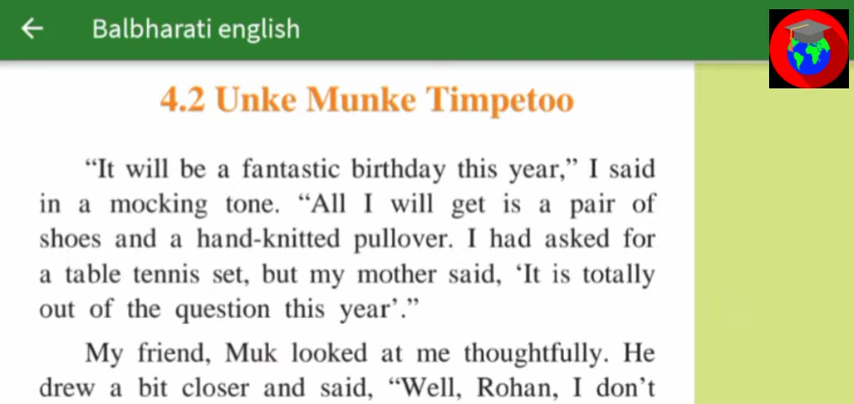 Balbharati english
4.2 Unke Munke Timpetoo
“It will be a fantastic birthday this year,” I said
in a mocking tone. “All I will get is a pair of
shoes and a hand-knitted pullover. I had asked for
a table tennis set, but my mother said, ‘It is totally
out of the question this year’.”
My friend, Muk looked at me thoughtfully. He
drew a bit closer and said, “Well, Rohan, I don’t